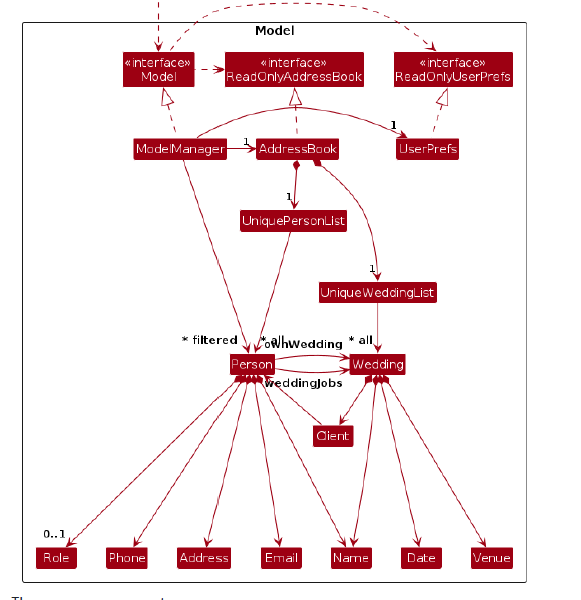 Model
«interface»
Model
«interface»
ReadOnlyAddressBook
«interface»
ReadOnlyUserPrefs
1
ModelManager
1
AddressBook
UserPrefs
1
UniquePersonList
1
UniqueWeddingList
* filtered
* all
ownWedding
* all
Person
Wedding
weddingJobs
Client
0..1
Role
Phone
Address
Email
Name
Date
Venue